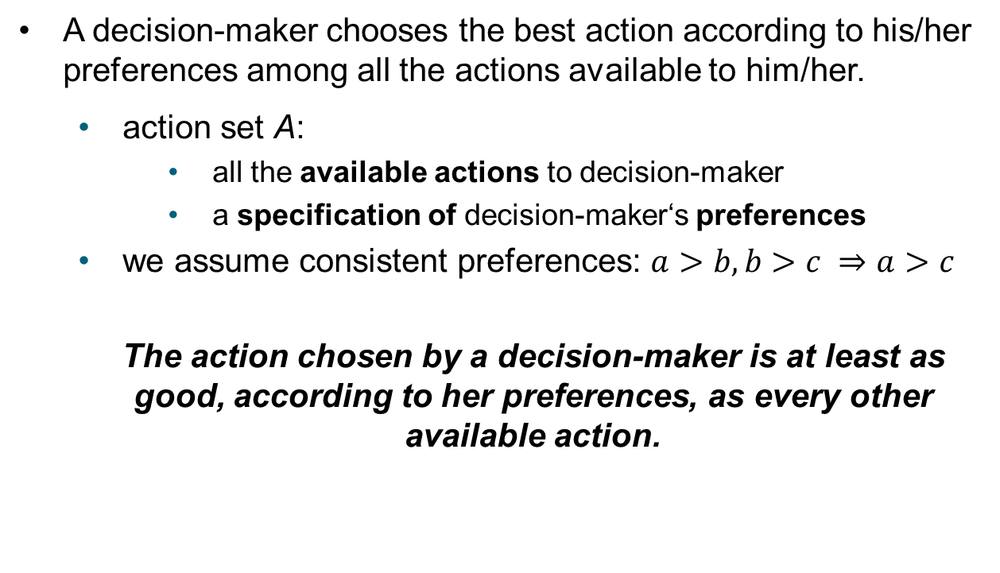 • A decision-maker chooses the best action according to his/her
preferences among all the actions available to him/her.
• action set A:
• all the available actions to decision-maker
• a specification of decision-maker‘s preferences
• we assume consistent preferences: 𝑎 > 𝑏, 𝑏 > 𝑐 ⇒ 𝑎 > 𝑐
The action chosen by a decision-maker is at least as
good, according to her preferences, as every other
available action.